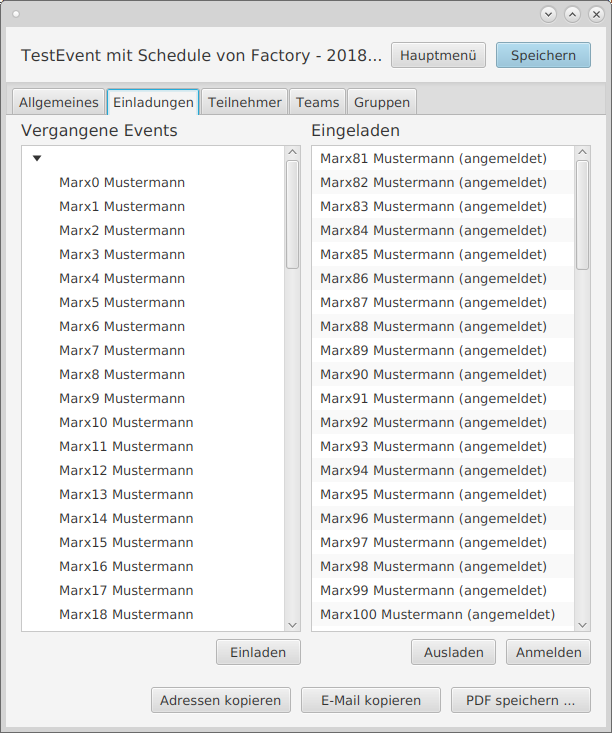 TestEvent mit Schedule von Factory - 2018... Hauptmenü Speichern
Allgemeines Einladungen Teilnehmer Teams Gruppen
Vergangene Events
Marx0 Mustermann
Marx1 Mustermann
Marx2 Mustermann
Marx3 Mustermann
Marx4 Mustermann
Marx5 Mustermann
Marx6 Mustermann
Marx7 Mustermann
Marx8 Mustermann
Marx9 Mustermann
Marx10 Mustermann
Marx11 Mustermann
Marx12 Mustermann
Marx13 Mustermann
Marx14 Mustermann
Marx15 Mustermann
Marx16 Mustermann
Marx17 Mustermann
Marx18 Mustermann
Einladen
Eingeladen
Marx81 Mustermann (angemeldet)
Marx82 Mustermann (angemeldet)
Marx83 Mustermann (angemeldet)
Marx84 Mustermann (angemeldet)
Marx85 Mustermann (angemeldet)
Marx86 Mustermann (angemeldet)
Marx87 Mustermann (angemeldet)
Marx88 Mustermann (angemeldet)
Marx89 Mustermann (angemeldet)
Marx90 Mustermann (angemeldet)
Marx91 Mustermann (angemeldet)
Marx92 Mustermann (angemeldet)
Marx93 Mustermann (angemeldet)
Marx94 Mustermann (angemeldet)
Marx95 Mustermann (angemeldet)
Marx96 Mustermann (angemeldet)
Marx97 Mustermann (angemeldet)
Marx98 Mustermann (angemeldet)
Marx99 Mustermann (angemeldet)
Marx100 Mustermann (angemeldet)
Ausladen Anmelden
Adressen kopieren E-Mail kopieren PDF speichern ...